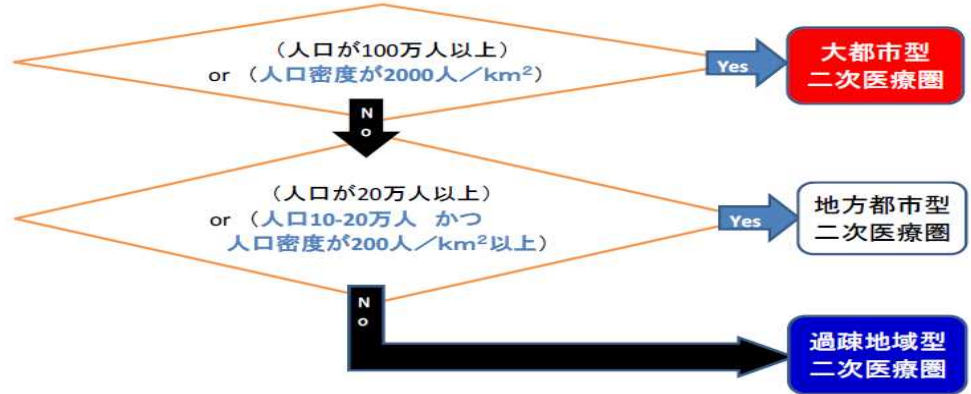 （人口が100万人以上）
or （人口密度が2000人／km²）
Yes
大都市型
二次医療圏
No
（人口が20万人以上）
or （人口10-20万人 かつ
人口密度が200人／km²以上）
Yes
地方都市型
二次医療圏
No
過疎地域型
二次医療圏